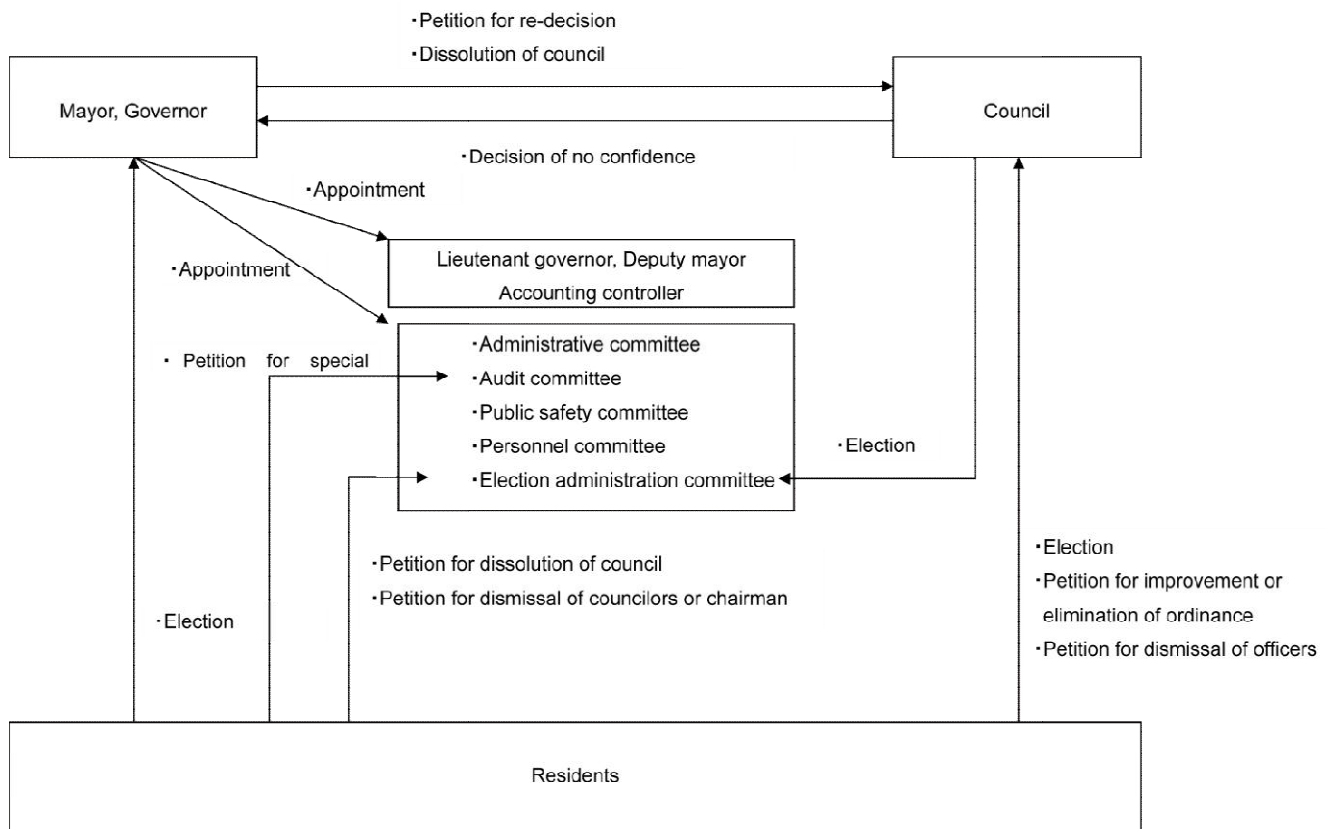 ・Petition for re-decision
・Dissolution of council
Mayor, Governor
Council
・Decision of no confidence
・Appointment
・Appointment
Lieutenant governor, Deputy mayor
Accounting controller
・Petition for special
・Administrative committee
・Audit committee
・Public safety committee
・Personnel committee
・Election administration committee
・Election
・Petition for dissolution of council
・Petition for dismissal of councilors or chairman
・Election
・Election
・Petition for improvement or
elimination of ordinance
・Petition for dismissal of officers
Residents